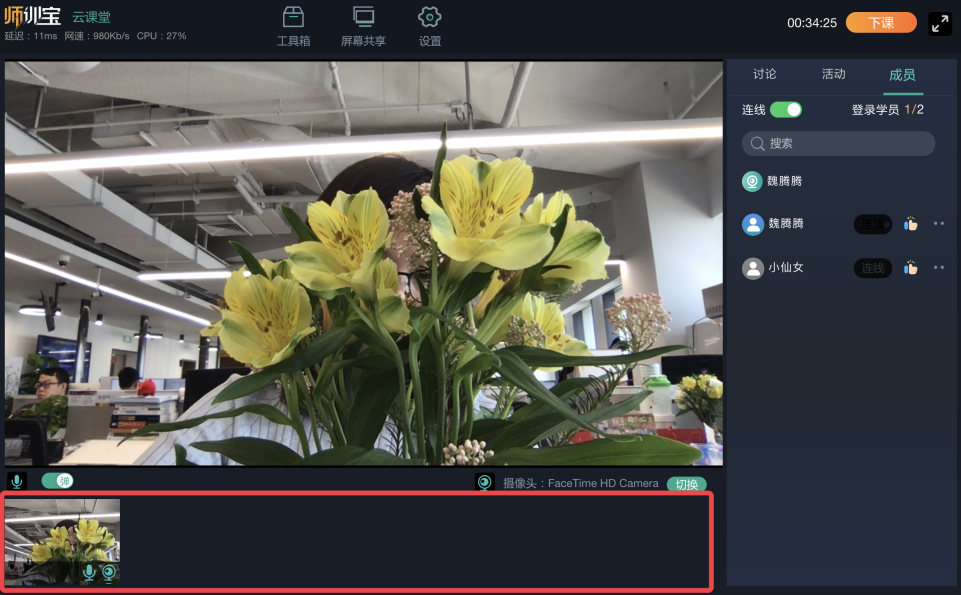 师训宝 云课堂
延迟：11ms 网速：980Kb/s CPU：27%
工具箱
屏幕共享
设置
00:34:25
下课
讨论
活动
成员
连线
登录学员 1/2
搜索
魏腾腾
魏腾腾
小仙女
连线
弹
摄像头：FaceTime HD Camera
切换